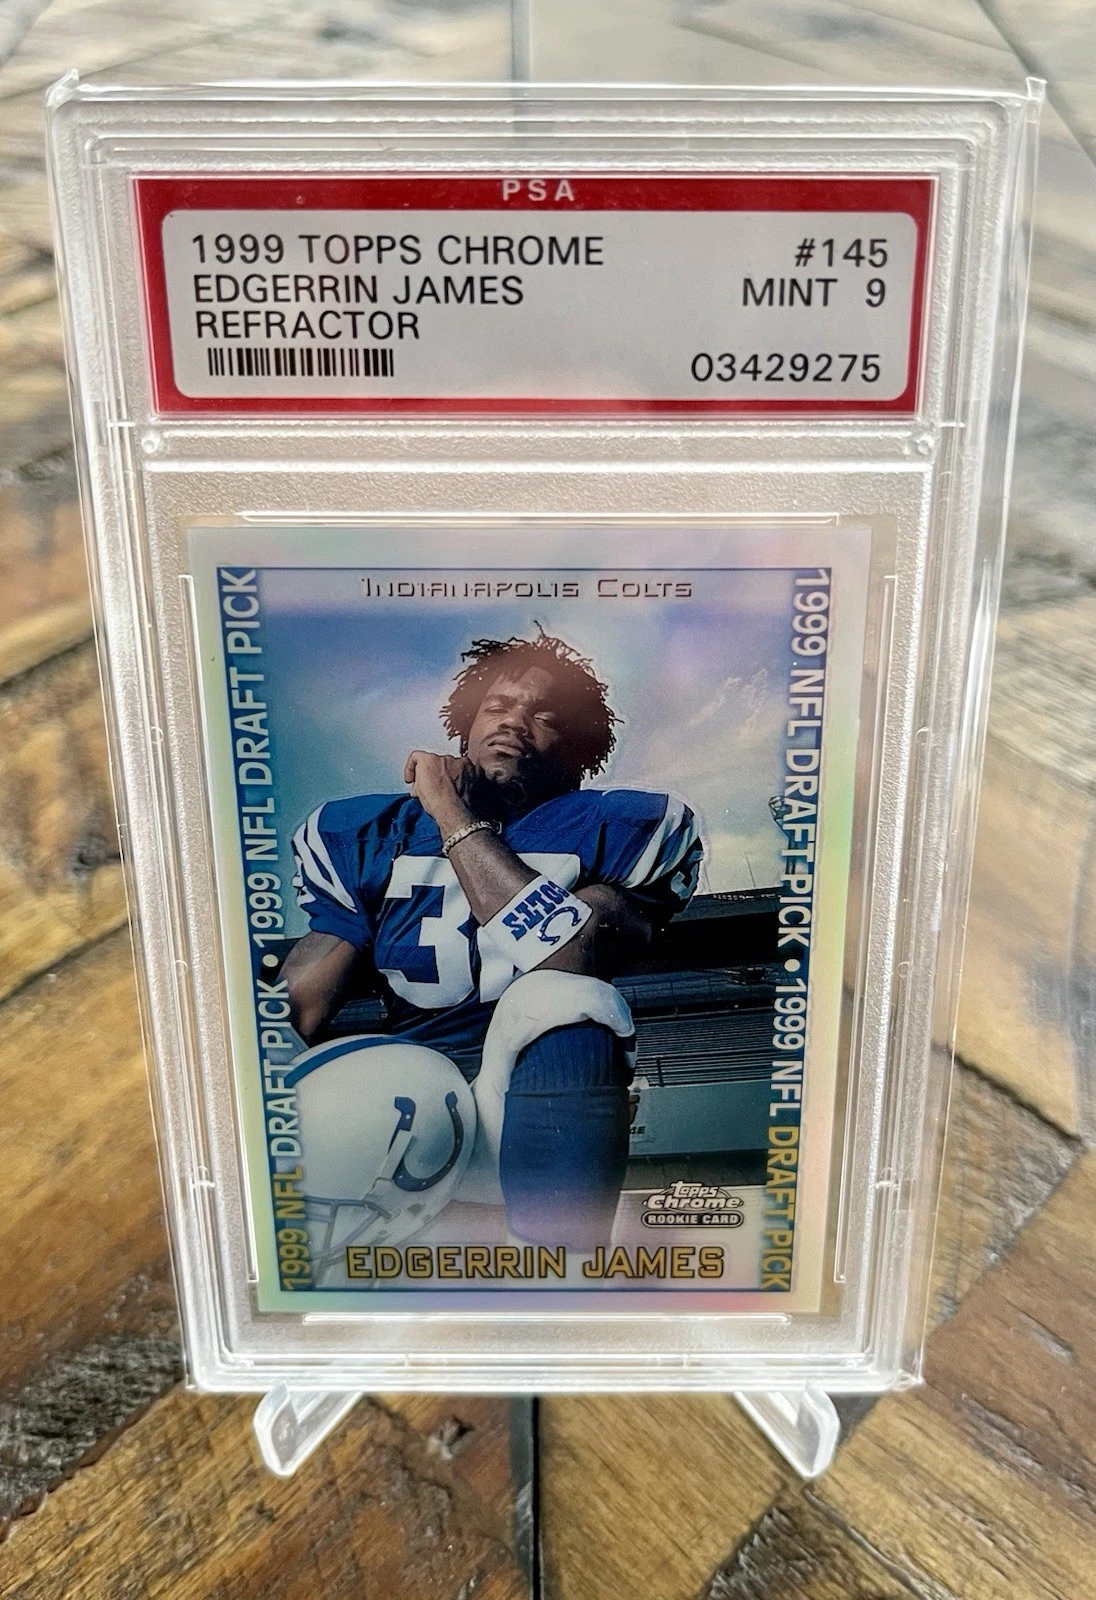 PSA
1999 TOPPS CHROME #145
EDGERRIN JAMES MINT 9
REFRACTOR
03429275
INDIANAPOLIS COLTS
1999 NFL DRAFT PICK • 1999 NFL DRAFT PICK
1999 NFL DRAFT PICK • 1999 NFL DRAFT PICK
3
COLTS
TOPPS
Chrome
ROOKIE CARD
EDGERRIN JAMES